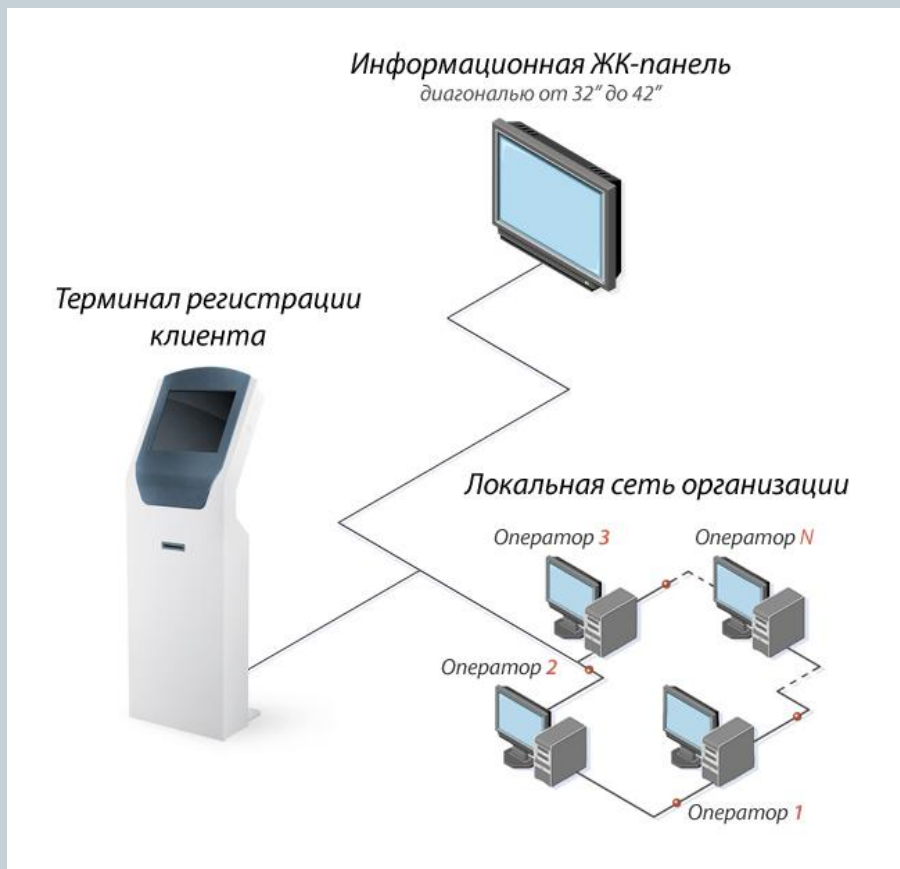 Информационная ЖК-панель
диагональю от 32” до 42”
Терминал регистрации
клиента
Локальная сеть организации
Оператор 3
Оператор N
Оператор 2
Оператор 1